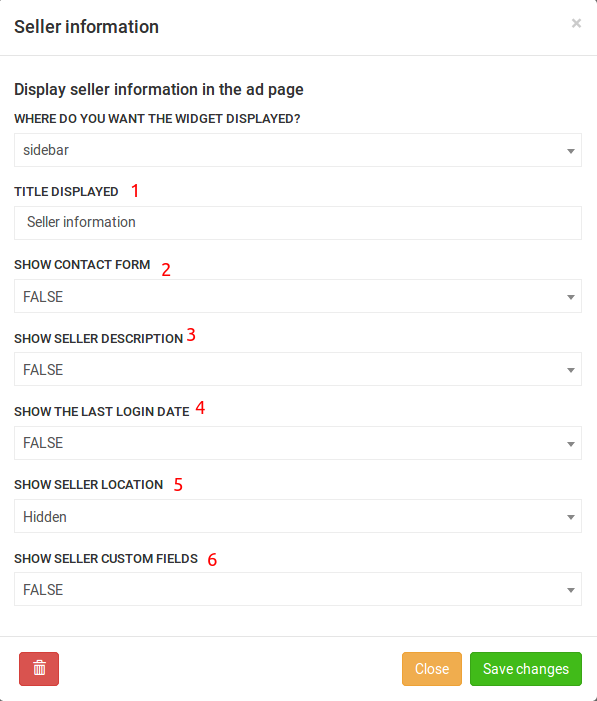 Seller information ×
Display seller information in the ad page
WHERE DO YOU WANT THE WIDGET DISPLAYED?
sidebar
TITLE DISPLAYED 1
Seller information
SHOW CONTACT FORM 2
FALSE
SHOW SELLER DESCRIPTION 3
FALSE
SHOW THE LAST LOGIN DATE 4
FALSE
SHOW SELLER LOCATION 5
Hidden
SHOW SELLER CUSTOM FIELDS 6
FALSE
Close Save changes